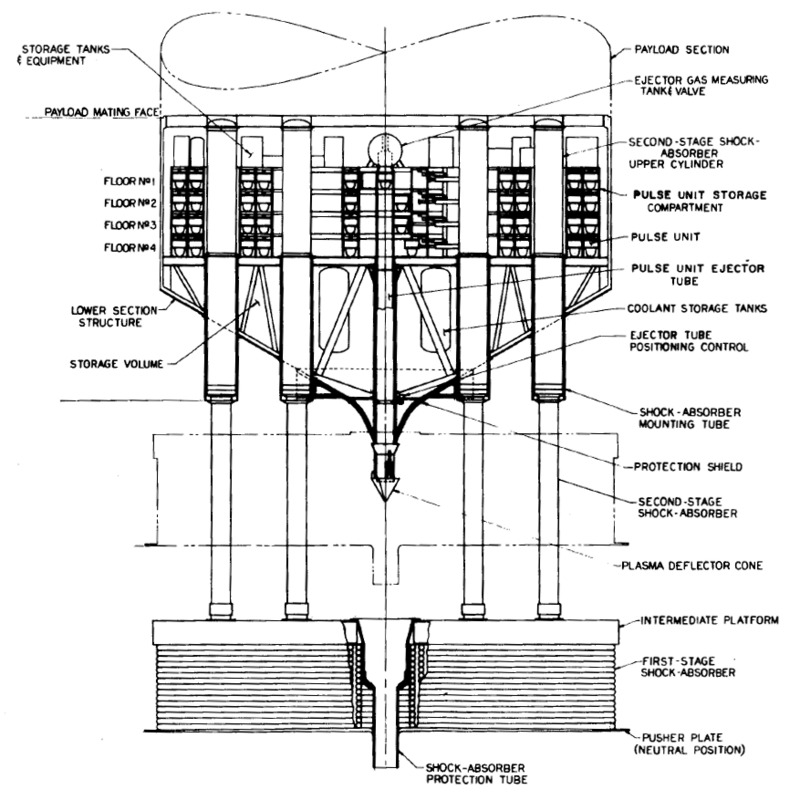 STORAGE TANKS
& EQUIPMENT
PAYLOAD SECTION
EJECTOR GAS MEASURING
TANK & VALVE
PAYLOAD MATING FACE
SECOND-STAGE SHOCK-
ABSORBER
UPPER CYLINDER
FLOOR Nº1
FLOOR Nº2
FLOOR Nº3
FLOOR Nº4
PULSE UNIT STORAGE
COMPARTMENT
PULSE UNIT
PULSE UNIT EJECTOR
TUBE
LOWER SECTION
STRUCTURE
COOLANT STORAGE TANKS
STORAGE VOLUME
EJECTOR TUBE
POSITIONING CONTROL
SHOCK-ABSORBER
MOUNTING TUBE
PROTECTION SHIELD
SECOND-STAGE
SHOCK-ABSORBER
PLASMA DEFLECTOR CONE
INTERMEDIATE PLATFORM
FIRST-STAGE
SHOCK-ABSORBER
PUSHER PLATE
(NEUTRAL POSITION)
SHOCK-ABSORBER
PROTECTION TUBE